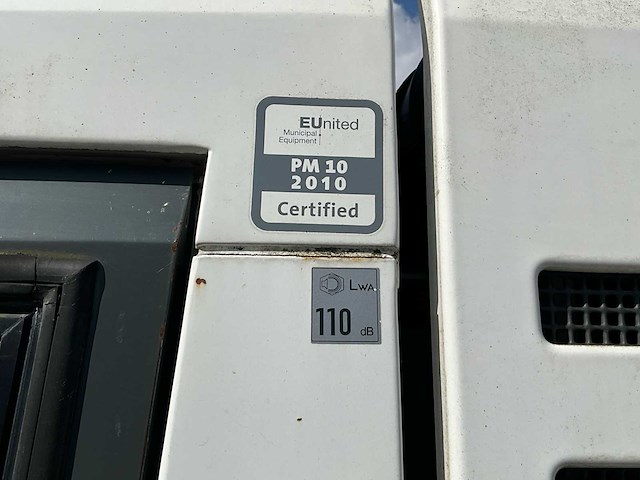 EUnited
Municipal
Equipment
PM 10
2010
Certified
LWA
110 dB